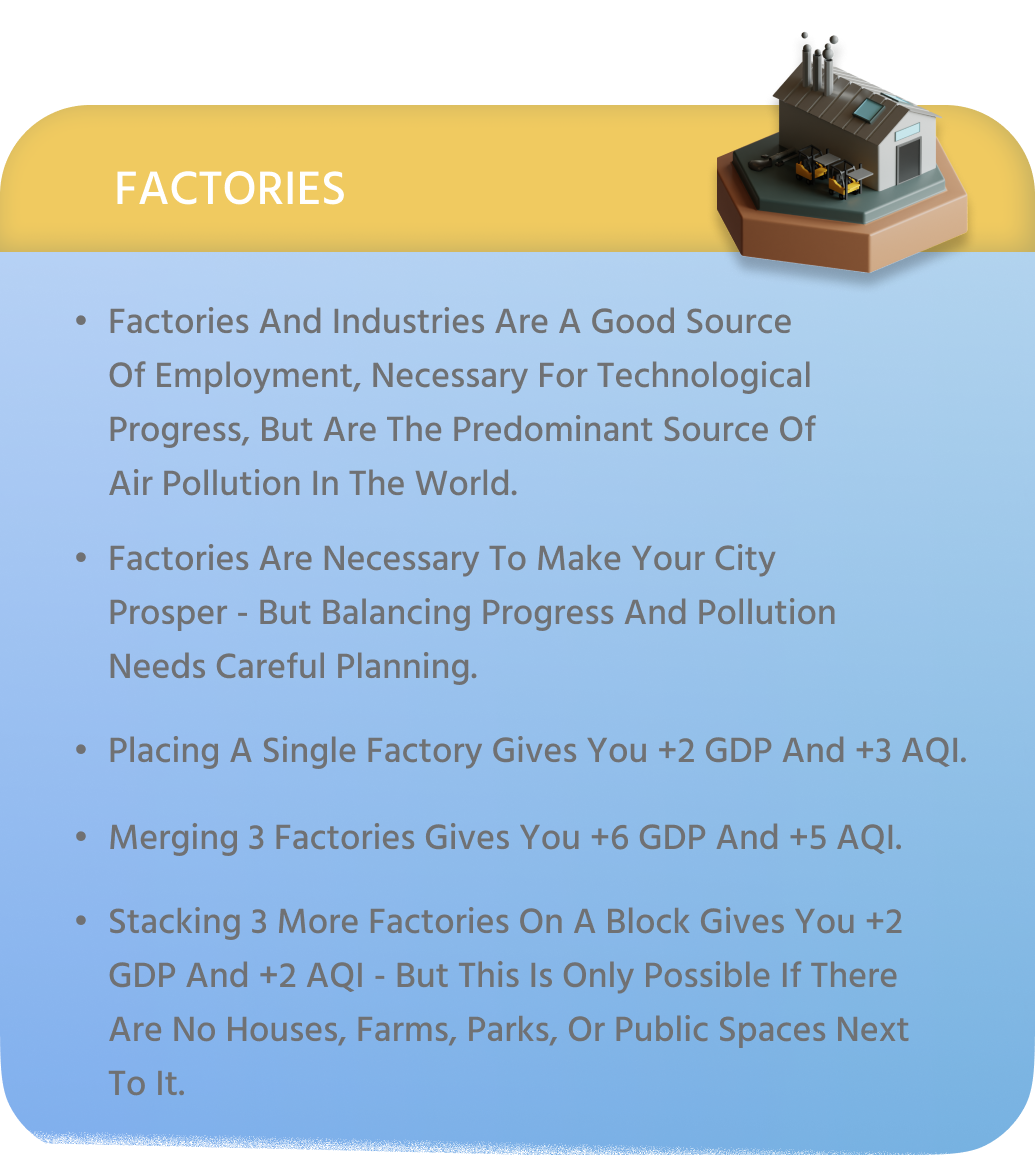 FACTORIES
• Factories And Industries Are A Good Source
Of Employment, Necessary For Technological
Progress, But Are The Predominant Source Of
Air Pollution In The World.
• Factories Are Necessary To Make Your City
Prosper - But Balancing Progress And Pollution
Needs Careful Planning.
• Placing A Single Factory Gives You +2 GDP And +3 AQI.
• Merging 3 Factories Gives You +6 GDP And +5 AQI.
• Stacking 3 More Factories On A Block Gives You +2
GDP And +2 AQI - But This Is Only Possible If There
Are No Houses, Farms, Parks, Or Public Spaces Next
To It.